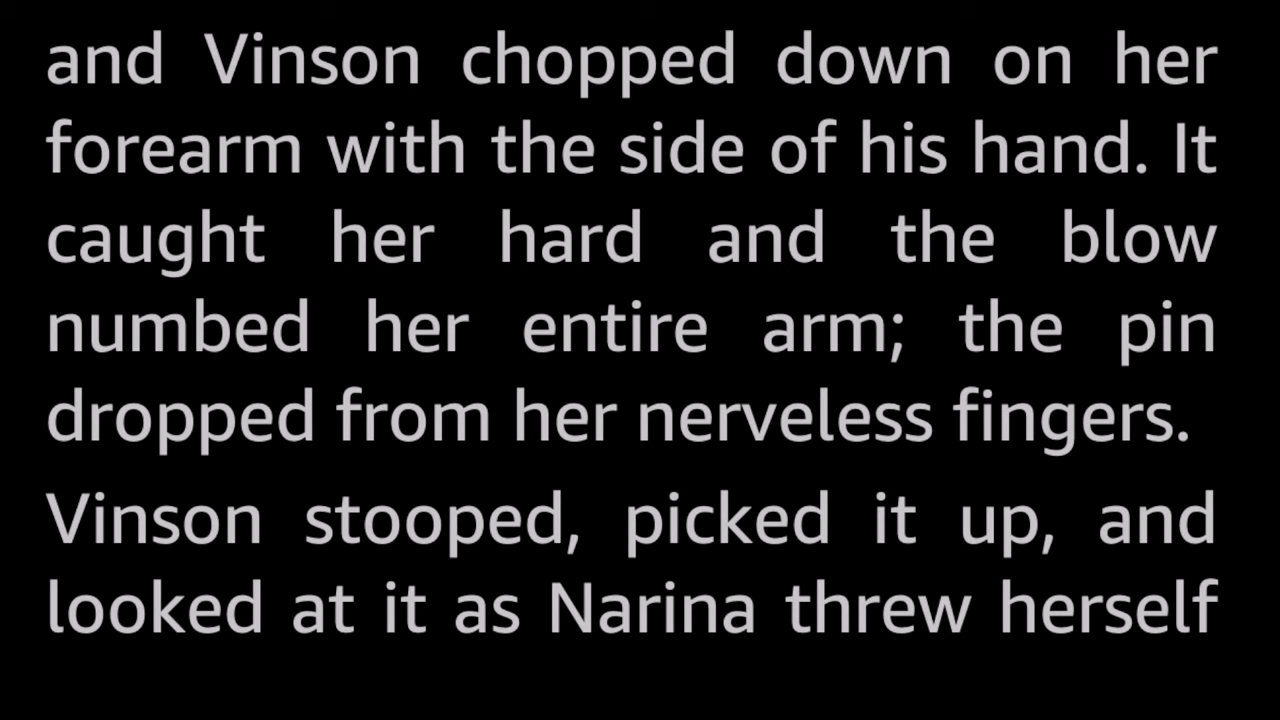 and Vinson chopped down on her
forearm with the side of his hand. It
caught her hard and the blow
numbed her entire arm; the pin
dropped from her nerveless fingers.
Vinson stooped, picked it up, and
looked at it as Narina threw herself